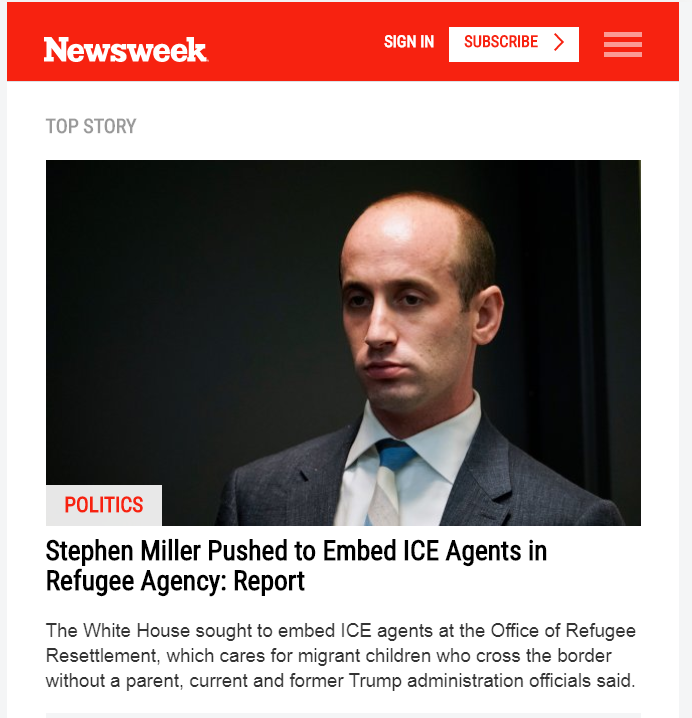 Newsweek
SIGN IN
SUBSCRIBE
TOP STORY
POLITICS
Stephen Miller Pushed to Embed ICE Agents in
Refugee Agency: Report
The White House sought to embed ICE agents at the Office of Refugee
Resettlement, which cares for migrant children who cross the border
without a parent, current and former Trump administration officials said.